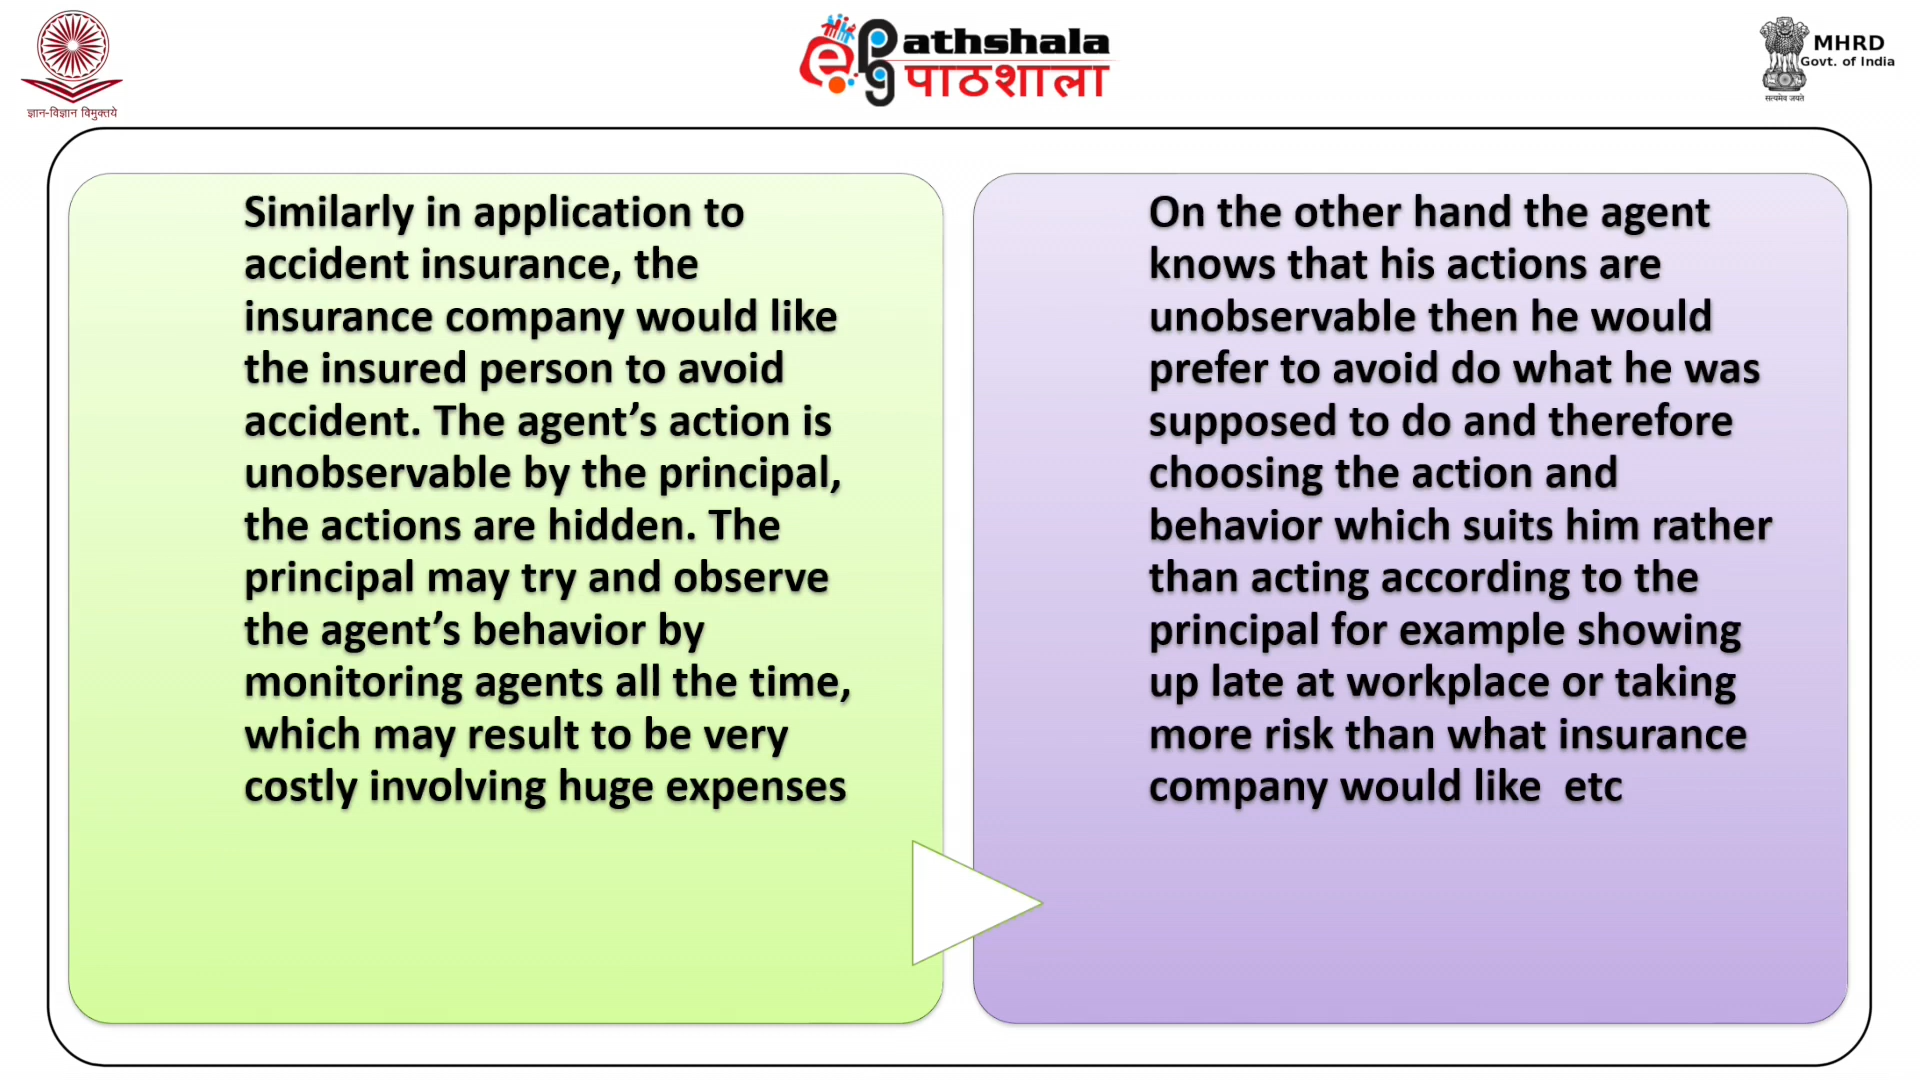 ज्ञान-विज्ञान विमुक्तये
e Pg athshala
पाठशाला
MHRD
Govt. of India
सत्यमेव जयते
Similarly in application to
accident insurance, the
insurance company would like
the insured person to avoid
accident. The agent’s action is
unobservable by the principal,
the actions are hidden. The
principal may try and observe
the agent’s behavior by
monitoring agents all the time,
which may result to be very
costly involving huge expenses
On the other hand the agent
knows that his actions are
unobservable then he would
prefer to avoid do what he was
supposed to do and therefore
choosing the action and
behavior which suits him rather
than acting according to the
principal for example showing
up late at workplace or taking
more risk than what insurance
company would like  etc